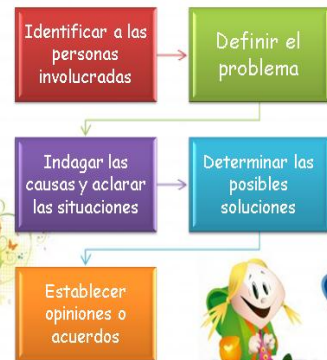 Identificar a las
personas
involucradas
Definir el
problema
Indagar las
causas y aclarar
las situaciones
Determinar las
posibles
soluciones
Establecer
opiniones o
acuerdos